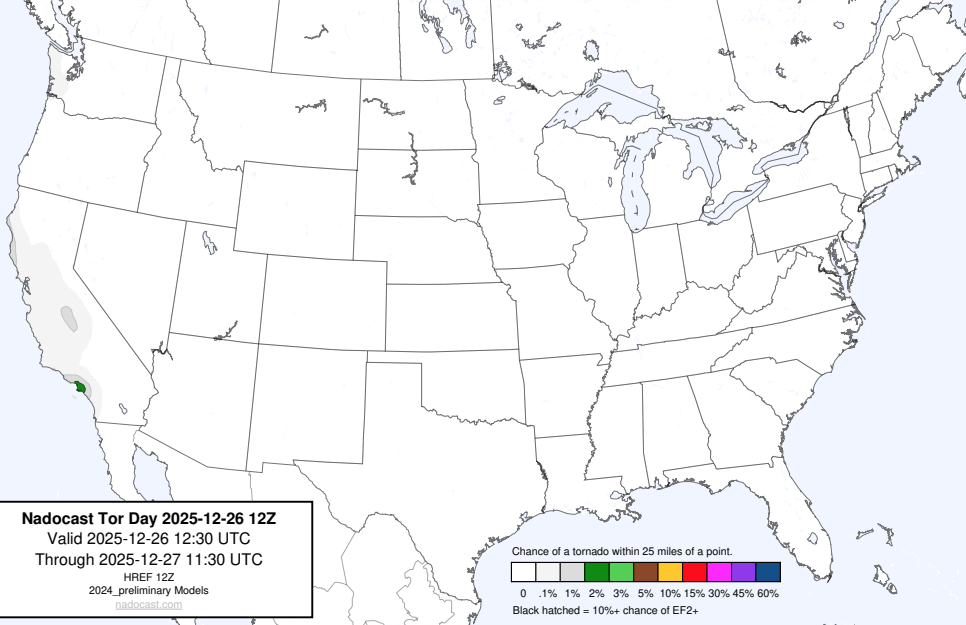 Nadocast Tor Day 2025-12-26 12Z
Valid 2025-12-26 12:30 UTC
Through 2025-12-27 11:30 UTC
HREF 12Z
2024_preliminary Models
nadocast.com
Chance of a tornado within 25 miles of a point.
0 .1% 1% 2% 3% 5% 10% 15% 30% 45% 60%
Black hatched = 10%+ chance of EF2+